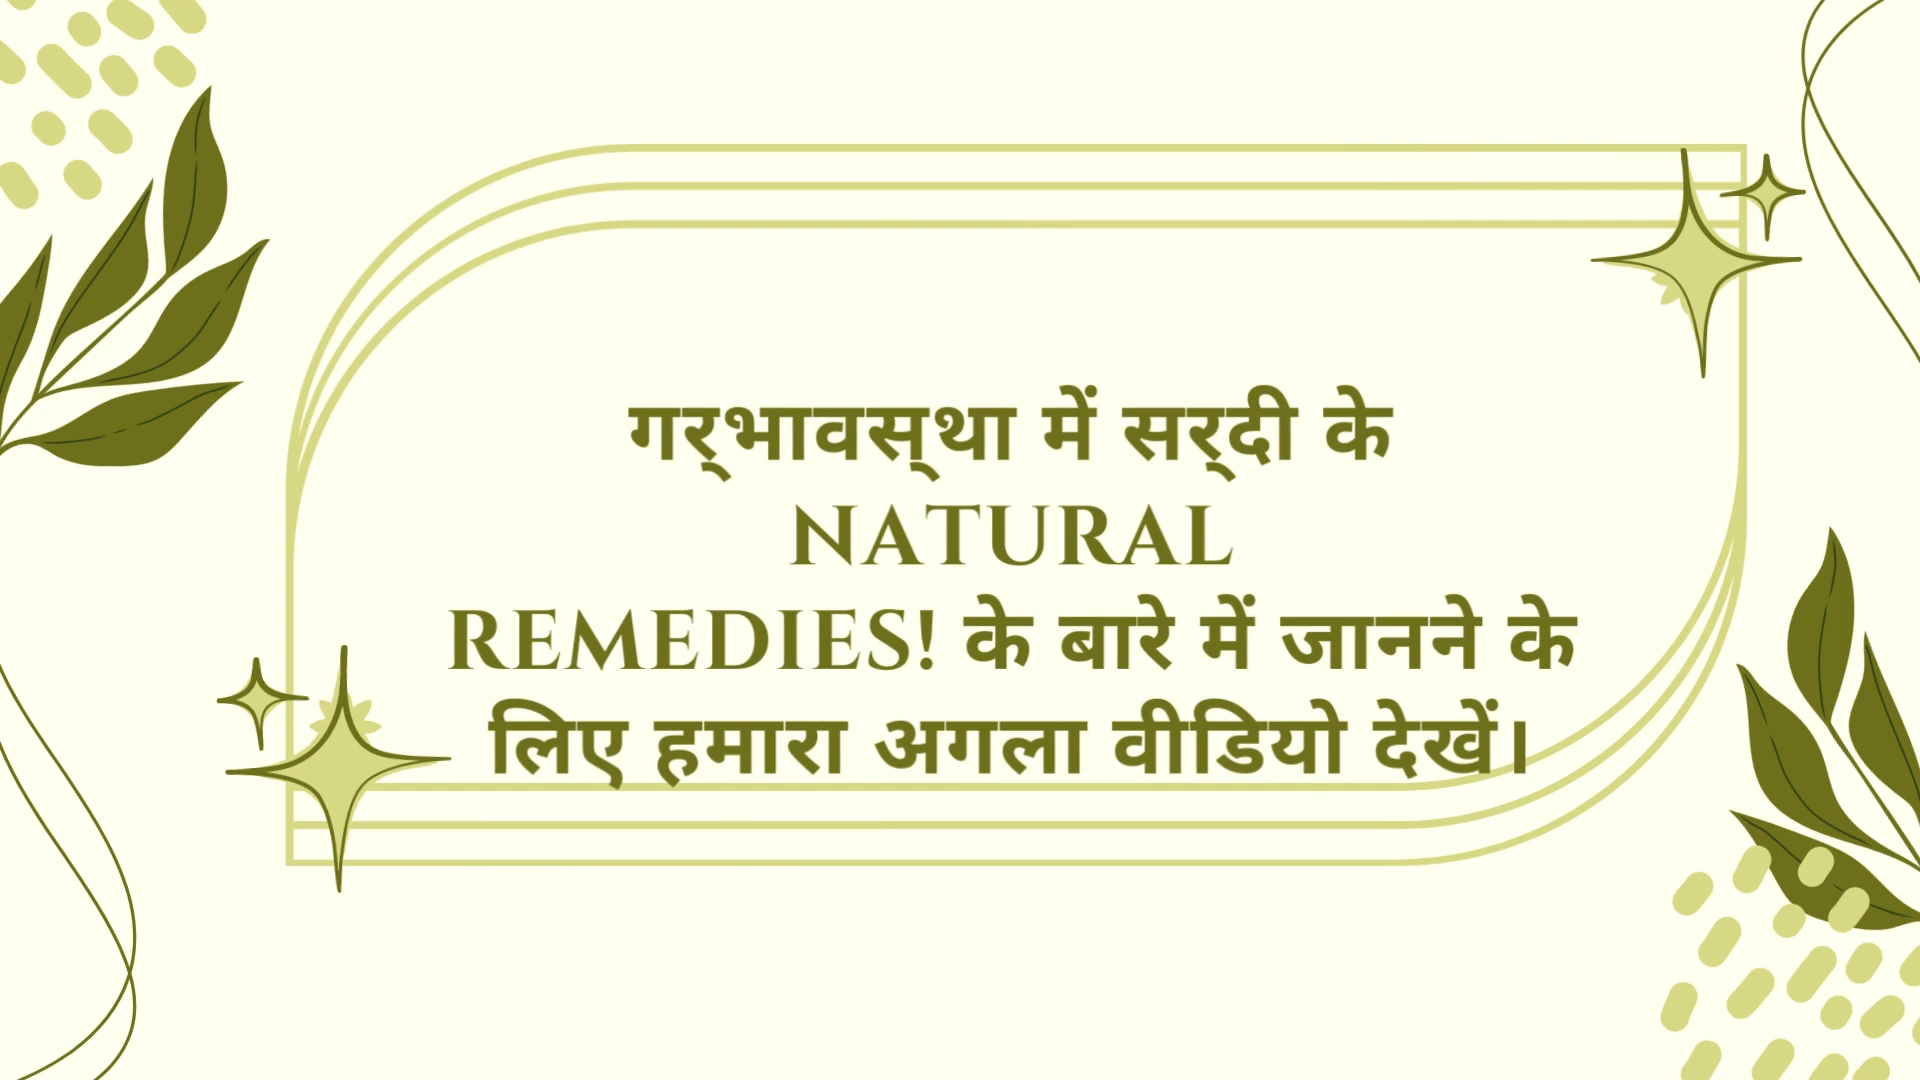 गर्भावस्था में सर्दी के
NATURAL
REMEDIES! के बारे में जानने के
लिए हमारा अगला वीडियो देखें।